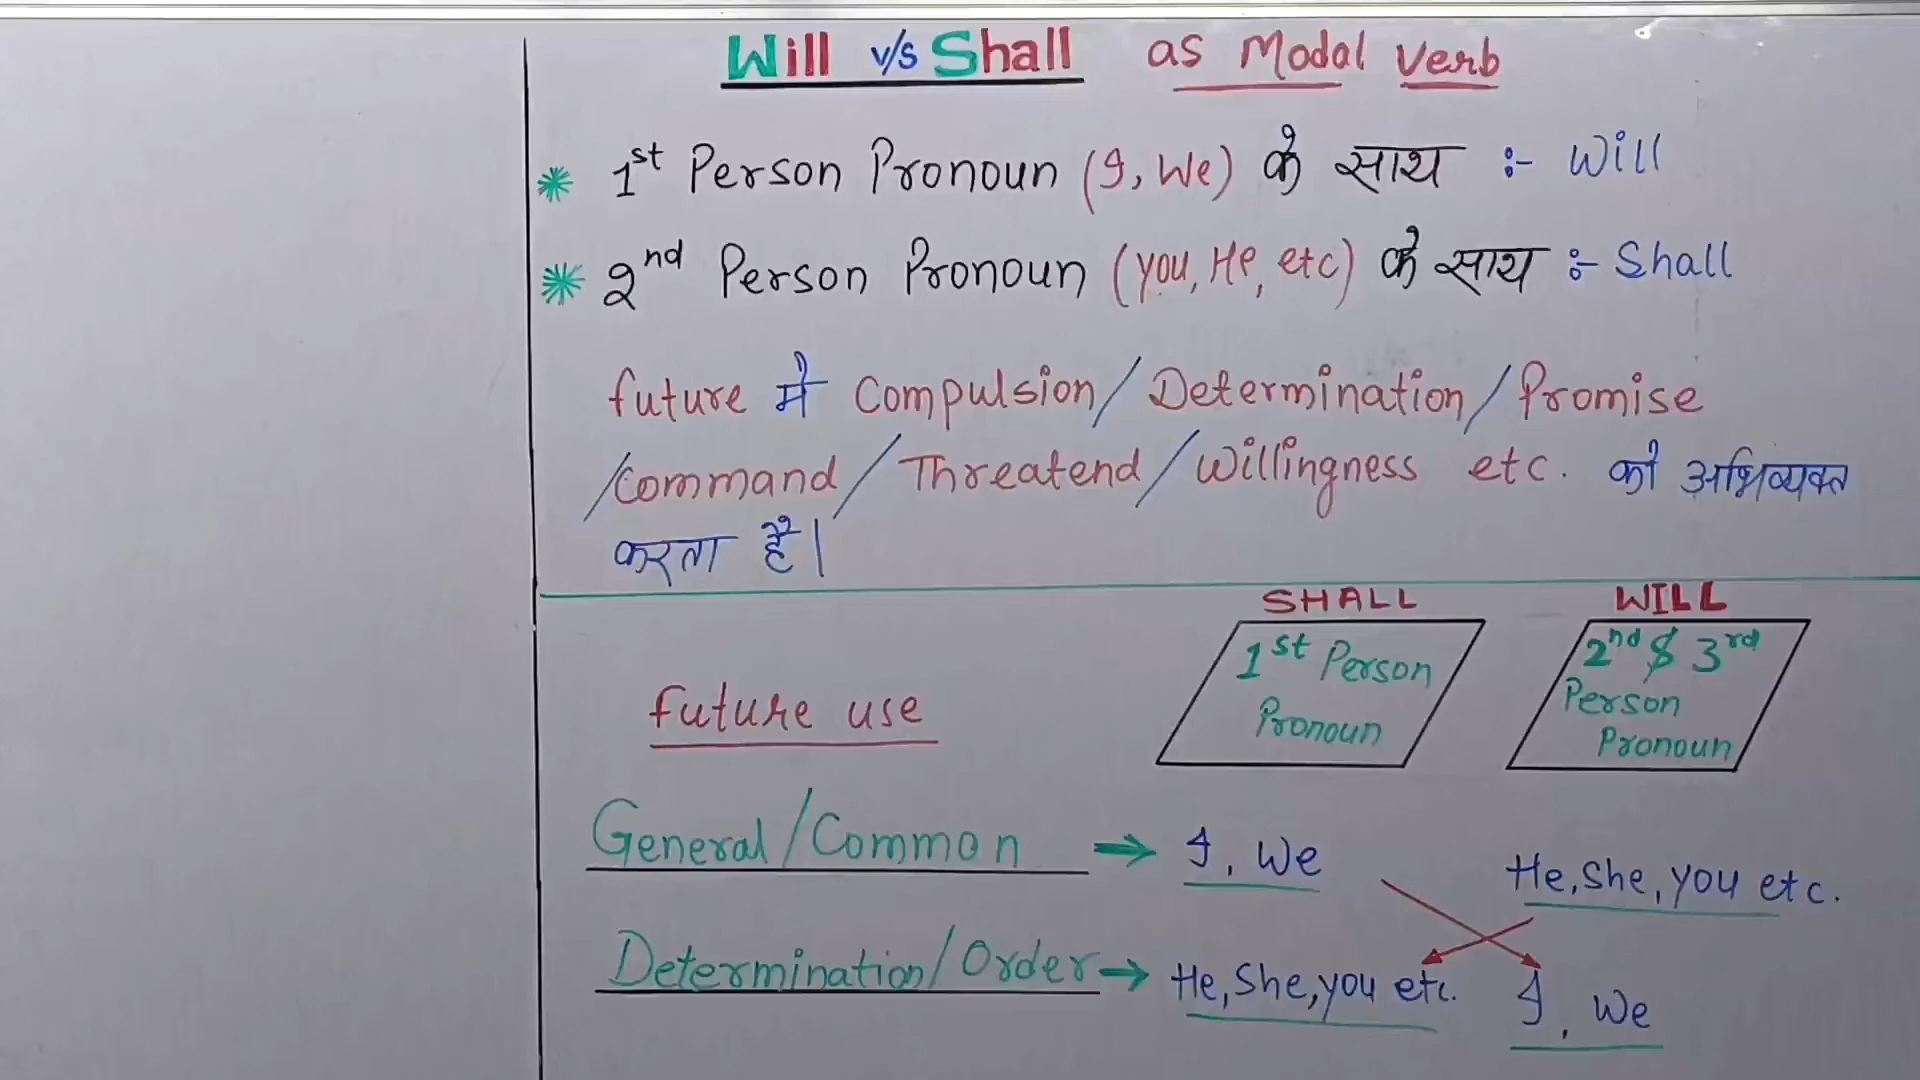 Will v/s Shall as Modal Verb
* 1st Person Pronoun (I, We) के साथ :- Will
* 2nd Person Pronoun (you, He, etc) के साथ :- Shall
future मे Compulsion/Determination/Promise
/Command/Threatend/Willingness etc. को अभिव्यक्त
करता है।
SHALL WILL
1st Person
Pronoun
2nd & 3rd
Person
Pronoun
future use
General/Common → I, We He, She, you etc.
Determination/Order → He, She, you etc. I, We